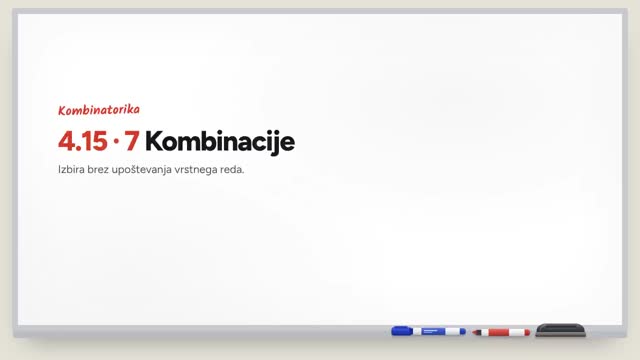 Kombinatorika
4.15 · 7 Kombinacije
Izbira brez upoštevanja vrstnega reda.